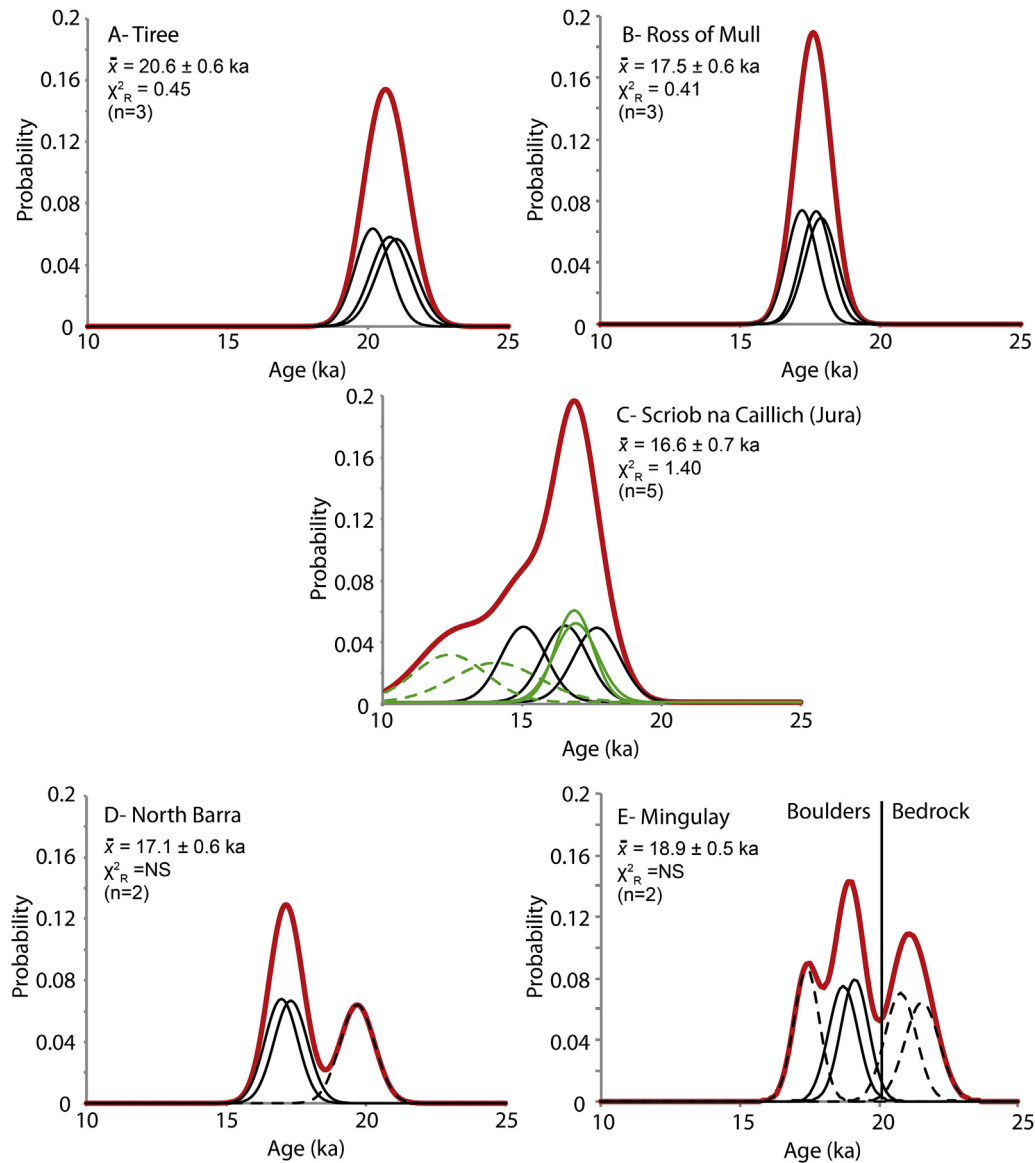 A- Tiree
x̄ = 20.6 ± 0.6 ka
χ²R = 0.45
(n=3)
Probability
0.2
0.16
0.12
0.08
0.04
0
10 15 20 25
Age (ka)
B- Ross of Mull
x̄ = 17.5 ± 0.6 ka
χ²R = 0.41
(n=3)
Probability
0.2
0.16
0.12
0.08
0.04
0
10 15 20 25
Age (ka)
C- Scriob na Caillich (Jura)
x̄ = 16.6 ± 0.7 ka
χ²R = 1.40
(n=5)
Probability
0.2
0.16
0.12
0.08
0.04
0
10 15 20 25
Age (ka)
D- North Barra
x̄ = 17.1 ± 0.6 ka
χ²R =NS
(n=2)
Probability
0.2
0.16
0.12
0.08
0.04
0
10 15 20 25
Age (ka)
E- Mingulay
x̄ = 18.9 ± 0.5 ka
χ²R =NS
(n=2)
Boulders Bedrock
Probability
0.2
0.16
0.12
0.08
0.04
0
10 15 20 25
Age (ka)